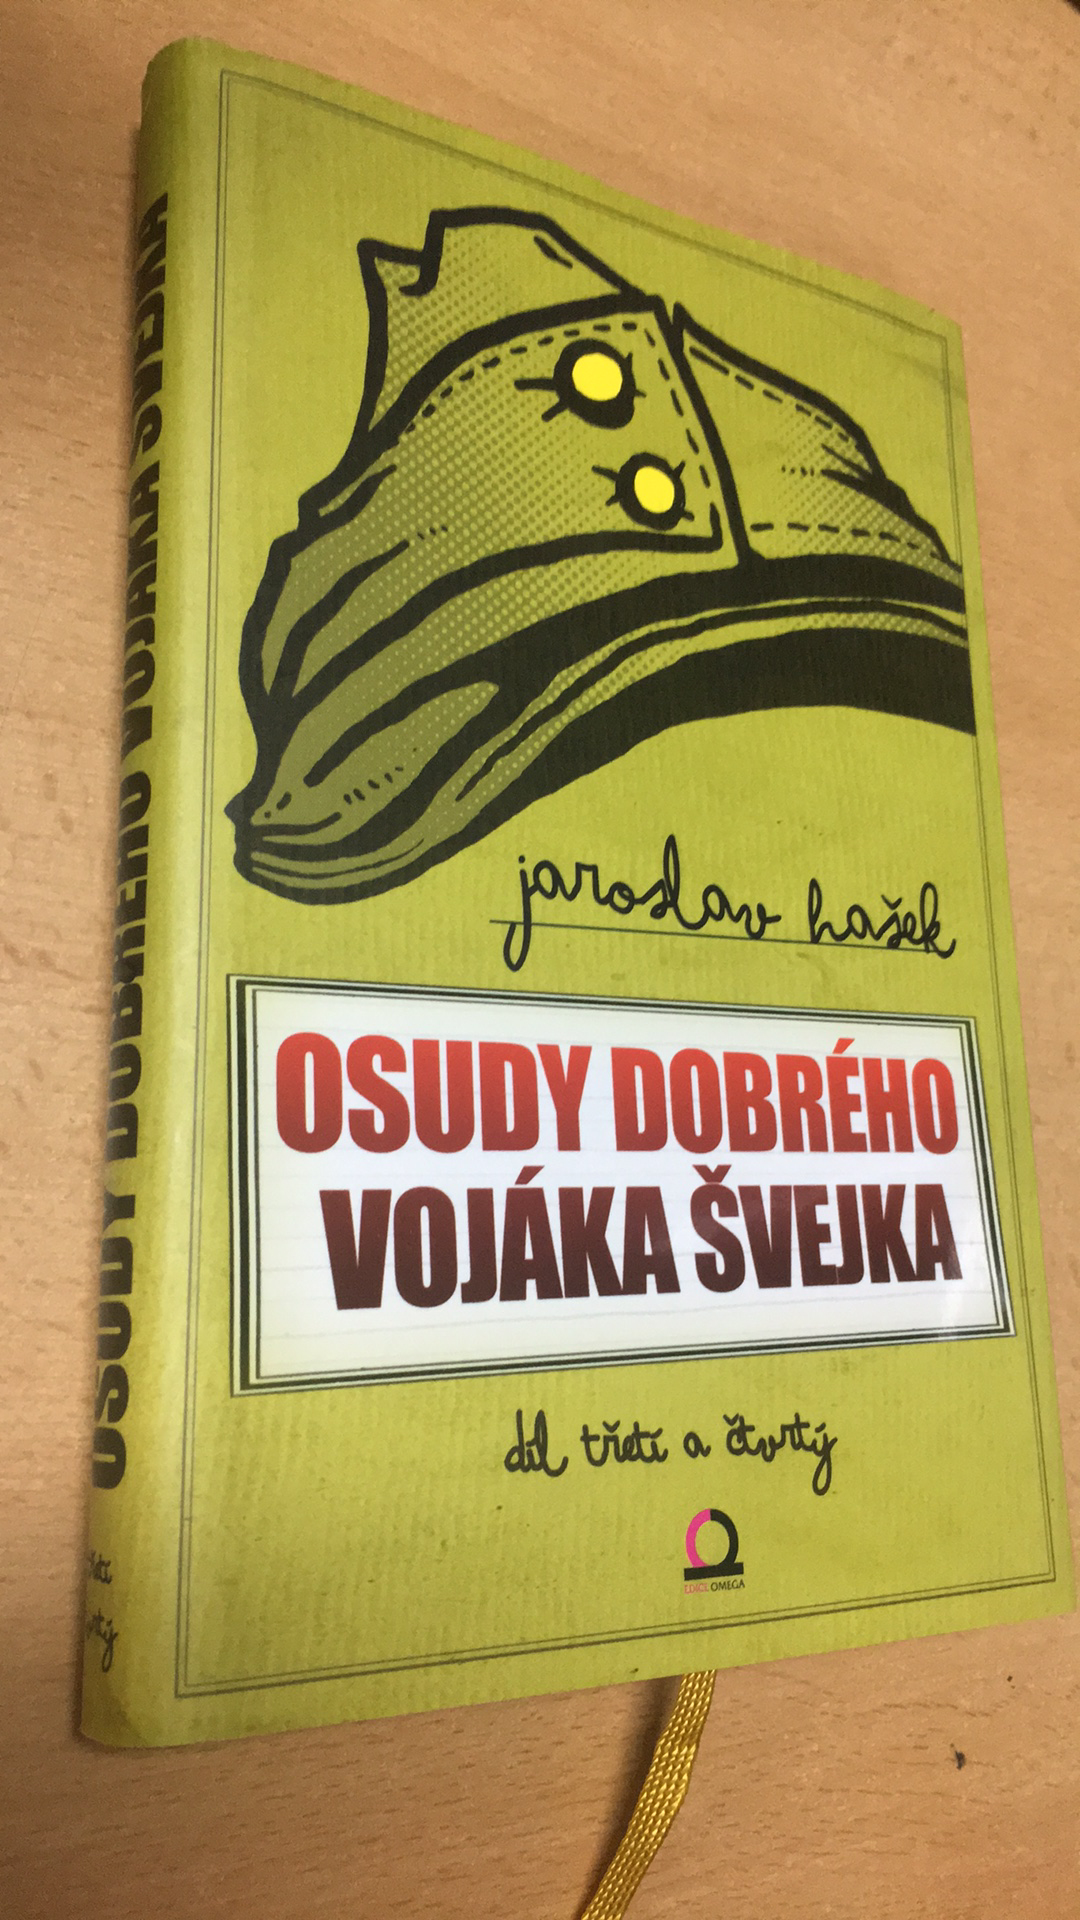 jaroslav hašek
OSUDY DOBRÉHO
VOJÁKA ŠVEJKA
díl třetí a čtvrtý
EDICE OMEGA
OSUDY DOBRÉHO VOJÁKA ŠVEJKA